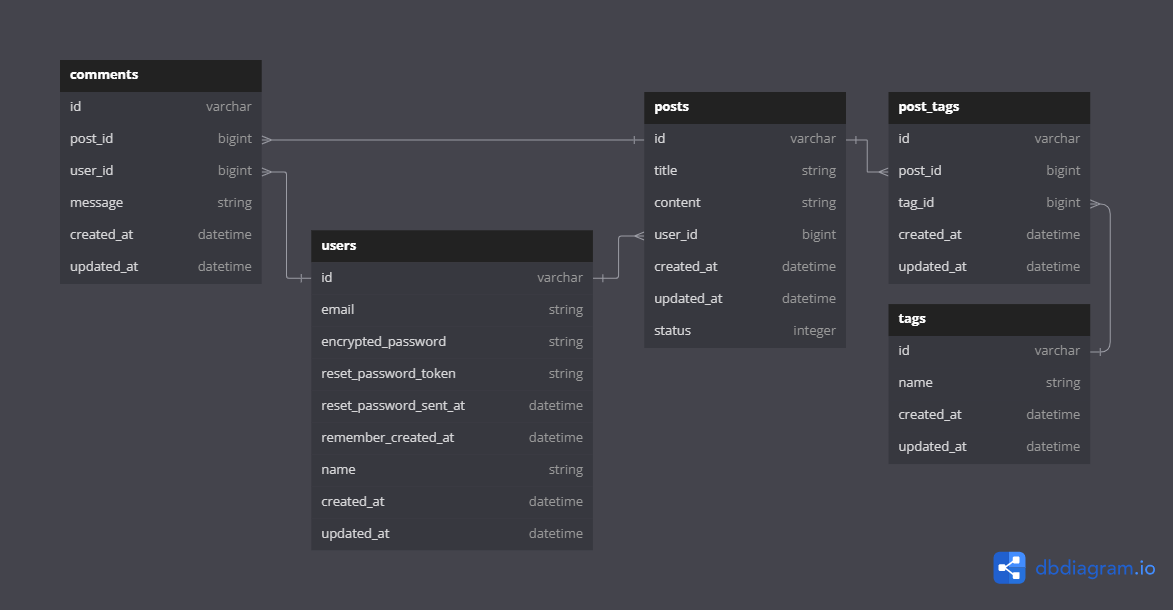 comments
id varchar
post_id bigint
user_id bigint
message string
created_at datetime
updated_at datetime
users
id varchar
email string
encrypted_password string
reset_password_token string
reset_password_sent_at datetime
remember_created_at datetime
name string
created_at datetime
updated_at datetime
posts
id varchar
title string
content string
user_id bigint
created_at datetime
updated_at datetime
status integer
post_tags
id varchar
post_id bigint
tag_id bigint
created_at datetime
updated_at datetime
tags
id varchar
name string
created_at datetime
updated_at datetime
dbdiagram.io